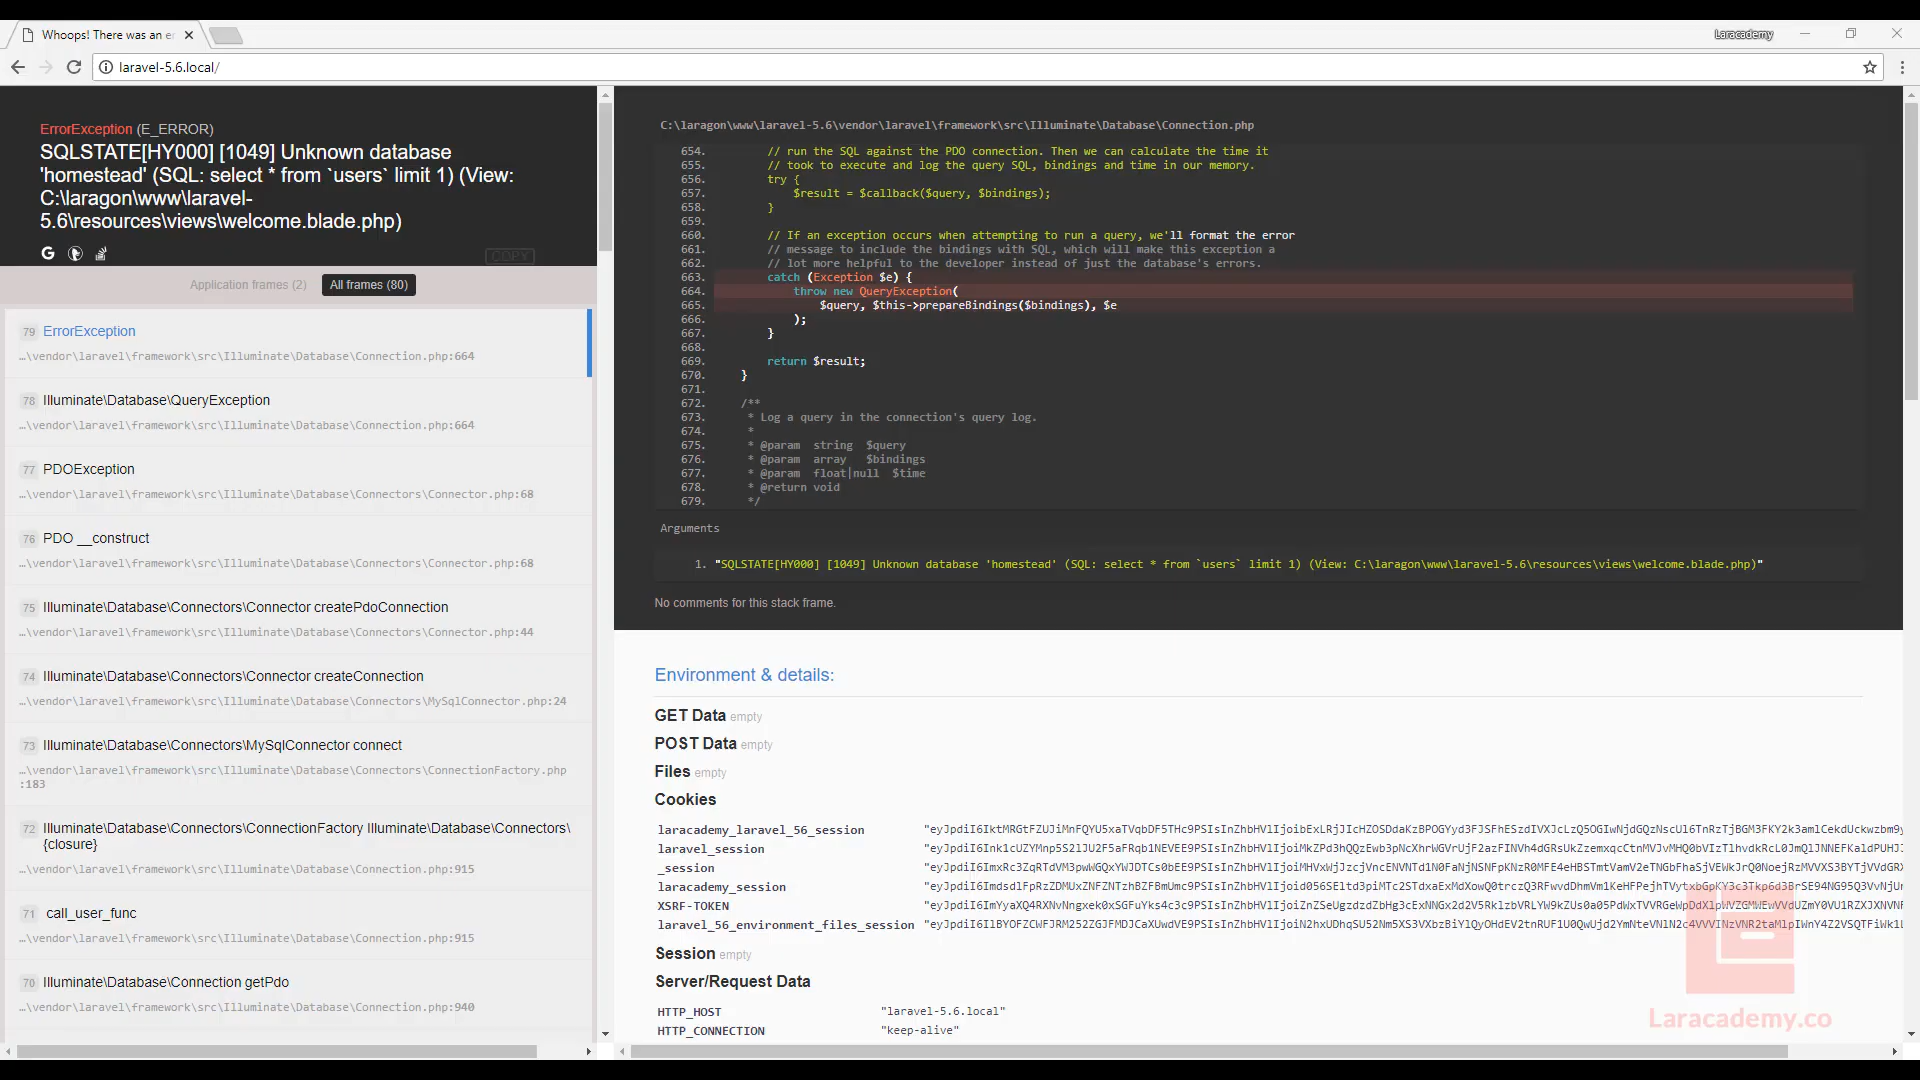 Whoops! There was an er
Laracademy
laravel-5.6.local/
ErrorException (E_ERROR)
SQLSTATE[HY000] [1049] Unknown database
'homestead' (SQL: select * from `users` limit 1) (View:
C:\laragon\www\laravel-
5.6\resources\views\welcome.blade.php)
COPY
Application frames (2)
All frames (80)
79 ErrorException
…\vendor\laravel\framework\src\Illuminate\Database\Connection.php:664
78 Illuminate\Database\QueryException
…\vendor\laravel\framework\src\Illuminate\Database\Connection.php:664
77 PDOException
…\vendor\laravel\framework\src\Illuminate\Database\Connectors\Connector.php:68
76 PDO __construct
…\vendor\laravel\framework\src\Illuminate\Database\Connectors\Connector.php:68
75 Illuminate\Database\Connectors\Connector createPdoConnection
…\vendor\laravel\framework\src\Illuminate\Database\Connectors\Connector.php:44
74 Illuminate\Database\Connectors\Connector createConnection
…\vendor\laravel\framework\src\Illuminate\Database\Connectors\MySqlConnector.php:24
73 Illuminate\Database\Connectors\MySqlConnector connect
…\vendor\laravel\framework\src\Illuminate\Database\Connectors\ConnectionFactory.php
:183
72 Illuminate\Database\Connectors\ConnectionFactory Illuminate\Database\Connectors\
{closure}
…\vendor\laravel\framework\src\Illuminate\Database\Connection.php:915
71 call_user_func
…\vendor\laravel\framework\src\Illuminate\Database\Connection.php:915
70 Illuminate\Database\Connection getPdo
…\vendor\laravel\framework\src\Illuminate\Database\Connection.php:940
C:\laragon\www\laravel-5.6\vendor\laravel\framework\src\Illuminate\Database\Connection.php
654. // run the SQL against the PDO connection. Then we can calculate the time it
655. // took to execute and log the query SQL, bindings and time in our memory.
656. try {
657. $result = $callback($query, $bindings);
658. }
659.
660. // If an exception occurs when attempting to run a query, we'll format the error
661. // message to include the bindings with SQL, which will make this exception a
662. // lot more helpful to the developer instead of just the database's errors.
663. catch (Exception $e) {
664. throw new QueryException(
665. $query, $this->prepareBindings($bindings), $e
666. );
667. }
668.
669. return $result;
670. }
671.
672. /**
673. * Log a query in the connection's query log.
674. *
675. * @param string $query
676. * @param array $bindings
677. * @param float|null $time
678. * @return void
679. */
Arguments
1. "SQLSTATE[HY000] [1049] Unknown database 'homestead' (SQL: select * from `users` limit 1) (View: C:\laragon\www\laravel-5.6\resources\views\welcome.blade.php)"
No comments for this stack frame.
Environment & details:
GET Data empty
POST Data empty
Files empty
Cookies
laracademy_laravel_56_session
laravel_session
_session
laracademy_session
XSRF-TOKEN
laravel_56_environment_files_session
Session empty
Server/Request Data
HTTP_HOST "laravel-5.6.local"
HTTP_CONNECTION "keep-alive"
Laracademy.co